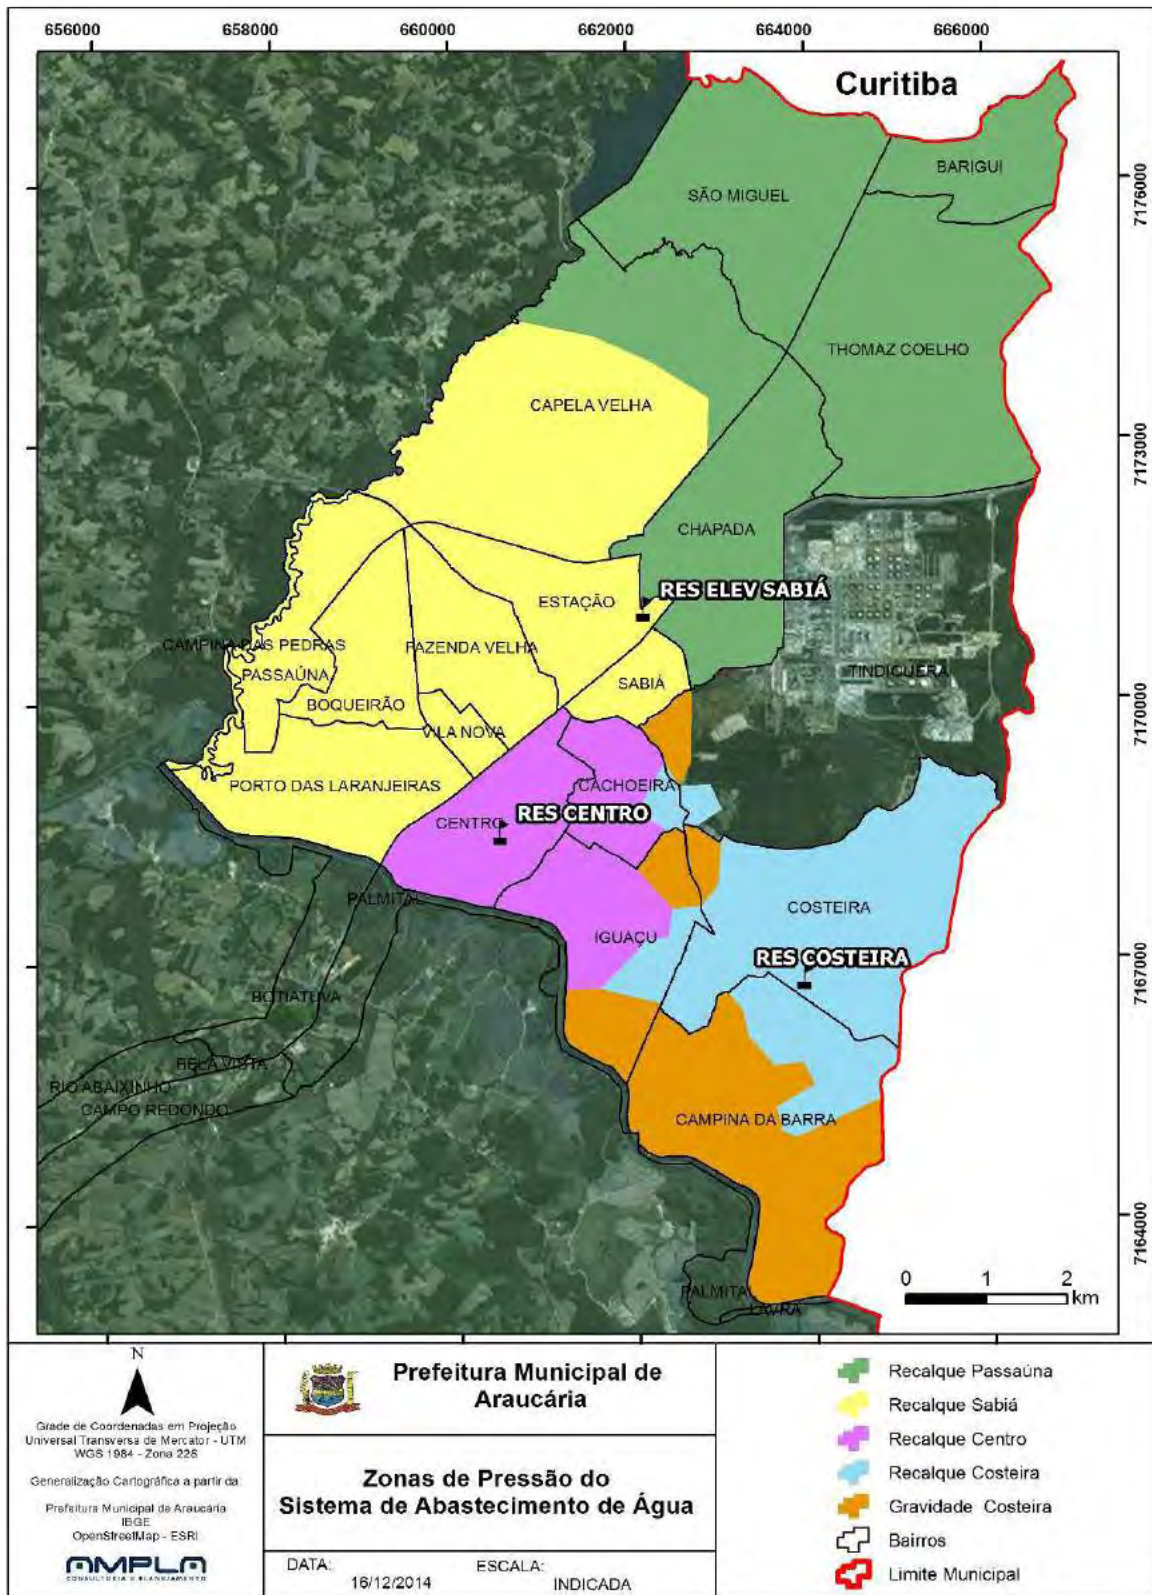 656000
658000
660000
662000
664000
666000
Curitiba
BARIGUI
SÃO MIGUEL
7176000
THOMAZ COELHO
CAPELA VELHA
7173000
CHAPADA
RES ELEV SABIÁ
ESTAÇÃO
CAMPINA DAS PEDRAS
FAZENDA VELHA
PASSAÚNA
SABIÁ
TINDIQUERA
BOQUEIRÃO
7170000
VILA NOVA
PORTO DAS LARANJEIRAS
CACHOEIRA
CENTRO
RES CENTRO
PALMITAL
COSTEIRA
IGUAÇU
RES COSTEIRA
7167000
BOTIATUVA
BELA VISTA
RIO ABAIXINHO
CAMPO REDONDO
CAMPINA DA BARRA
7164000
0 1 2
km
PALMITAL
LAVRA
N
Grade de Coordenadas em Projeção
Universal Transversa de Mercator - UTM
WGS 1984 - Zona 22S
Generalização Cartográfica a partir da
Prefeitura Municipal de Araucária
IBGE
OpenStreetMap - ESRI
AMPLA
CONSULTORIA E PLANEJAMENTO
Prefeitura Municipal de
Araucária
Zonas de Pressão do
Sistema de Abastecimento de Água
DATA:
16/12/2014
ESCALA:
INDICADA
Recalque Passaúna
Recalque Sabiá
Recalque Centro
Recalque Costeira
Gravidade Costeira
Bairros
Limite Municipal